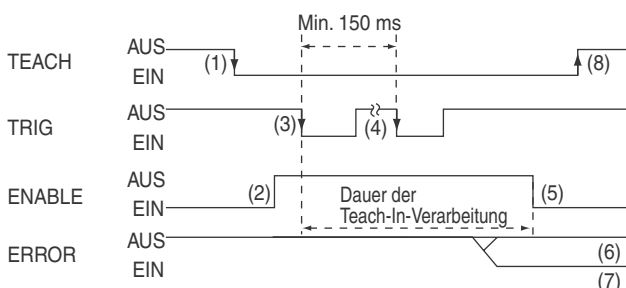 Min. 150 ms
TEACH
AUS
EIN
(1)
(8)
TRIG
AUS
EIN
(3)
(4)
ENABLE
AUS
EIN
(2)
Dauer der
Teach-In-Verarbeitung
(5)
ERROR
AUS
EIN
(6)
(7)